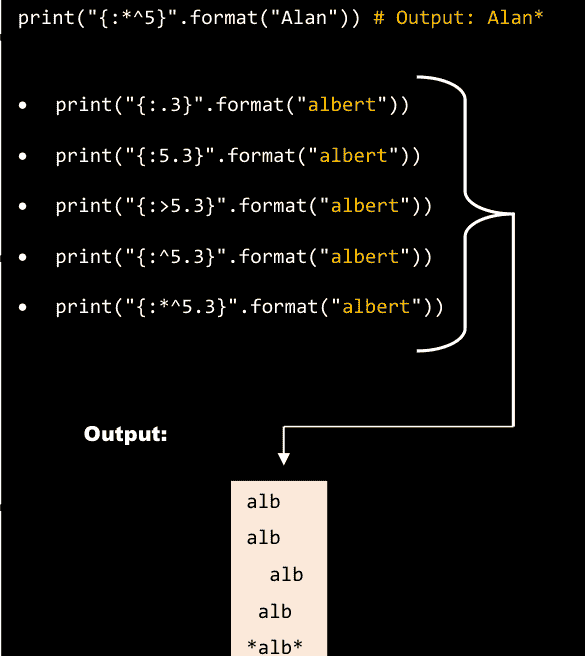 print("{:*^5}".format("Alan")) # Output: Alan*
• print("{:.3}".format("albert"))
• print("{:5.3}".format("albert"))
• print("{:>5.3}".format("albert"))
• print("{:^5.3}".format("albert"))
• print("{:*^5.3}".format("albert"))
Output:
alb
alb
  alb
 alb
*alb*